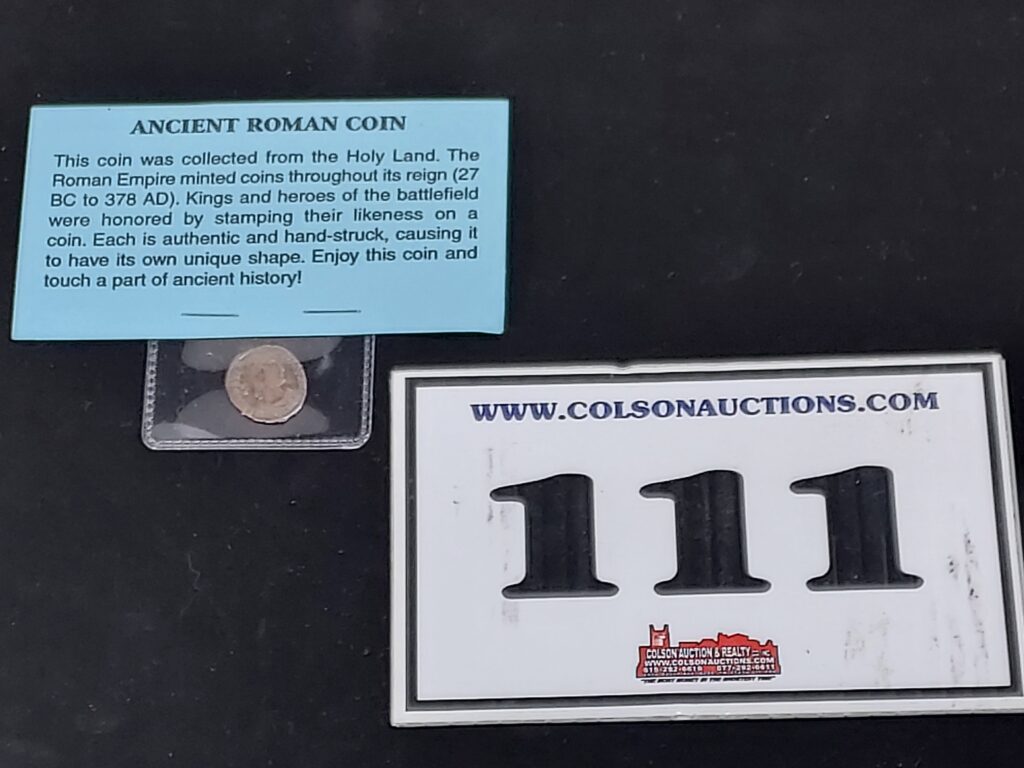 ANCIENT ROMAN COIN
This coin was collected from the Holy Land. The
Roman Empire minted coins throughout its reign (27
BC to 378 AD). Kings and heroes of the battlefield
were honored by stamping their likeness on a
coin. Each is authentic and hand-struck, causing it
to have its own unique shape. Enjoy this coin and
touch a part of ancient history!
WWW.COLSONAUCTIONS.COM
111
COLSON AUCTION & REALTY
WWW.COLSONAUCTIONS.COM